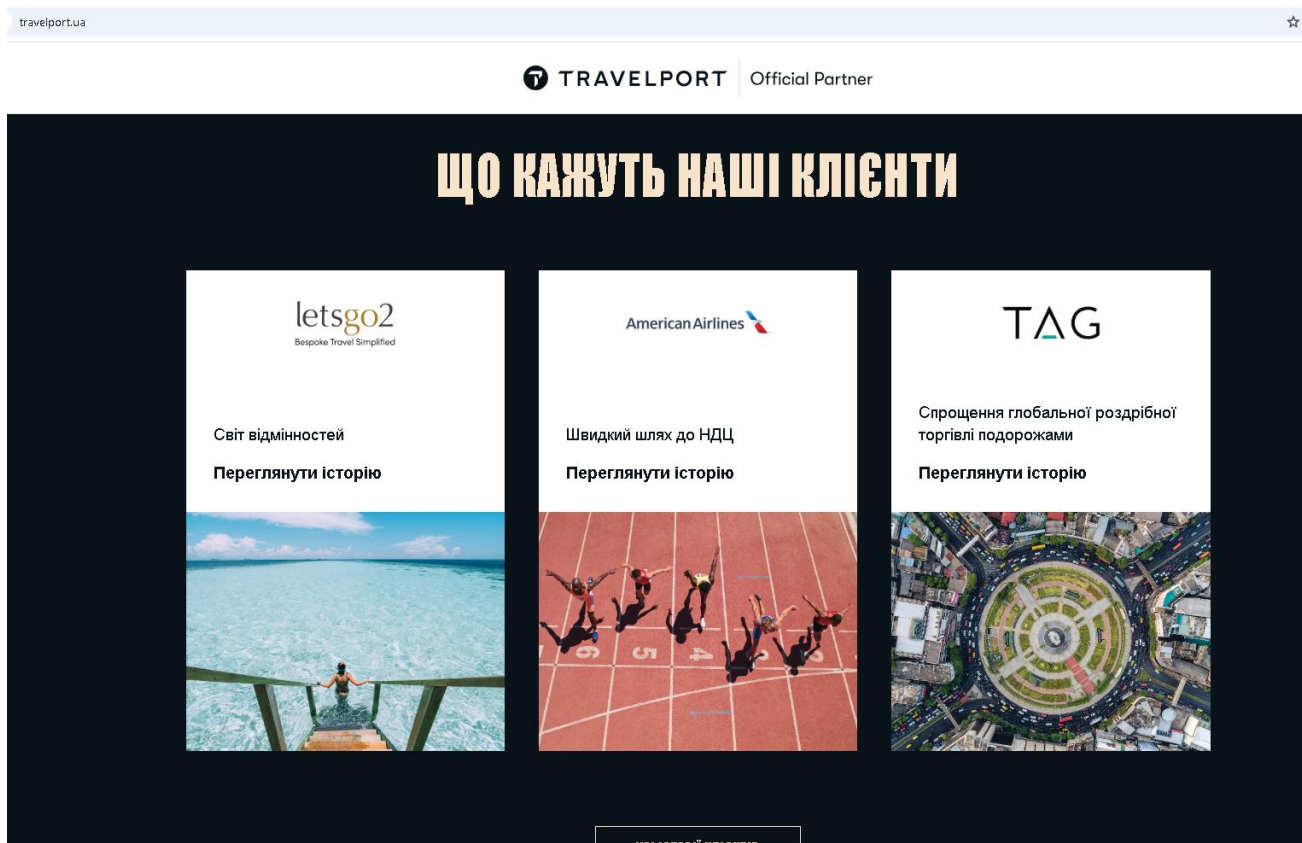 travelport.ua
TRAVELPORT Official Partner
ЩО КАЖУТЬ НАШІ КЛІЄНТИ
letsgo2
Bespoke Travel Simplified
Світ відмінностей
Переглянути історію
American Airlines
Швидкий шлях до НДЦ
Переглянути історію
TAG
Спрощення глобальної роздрібної
торгівлі подорожами
Переглянути історію
6 5 4